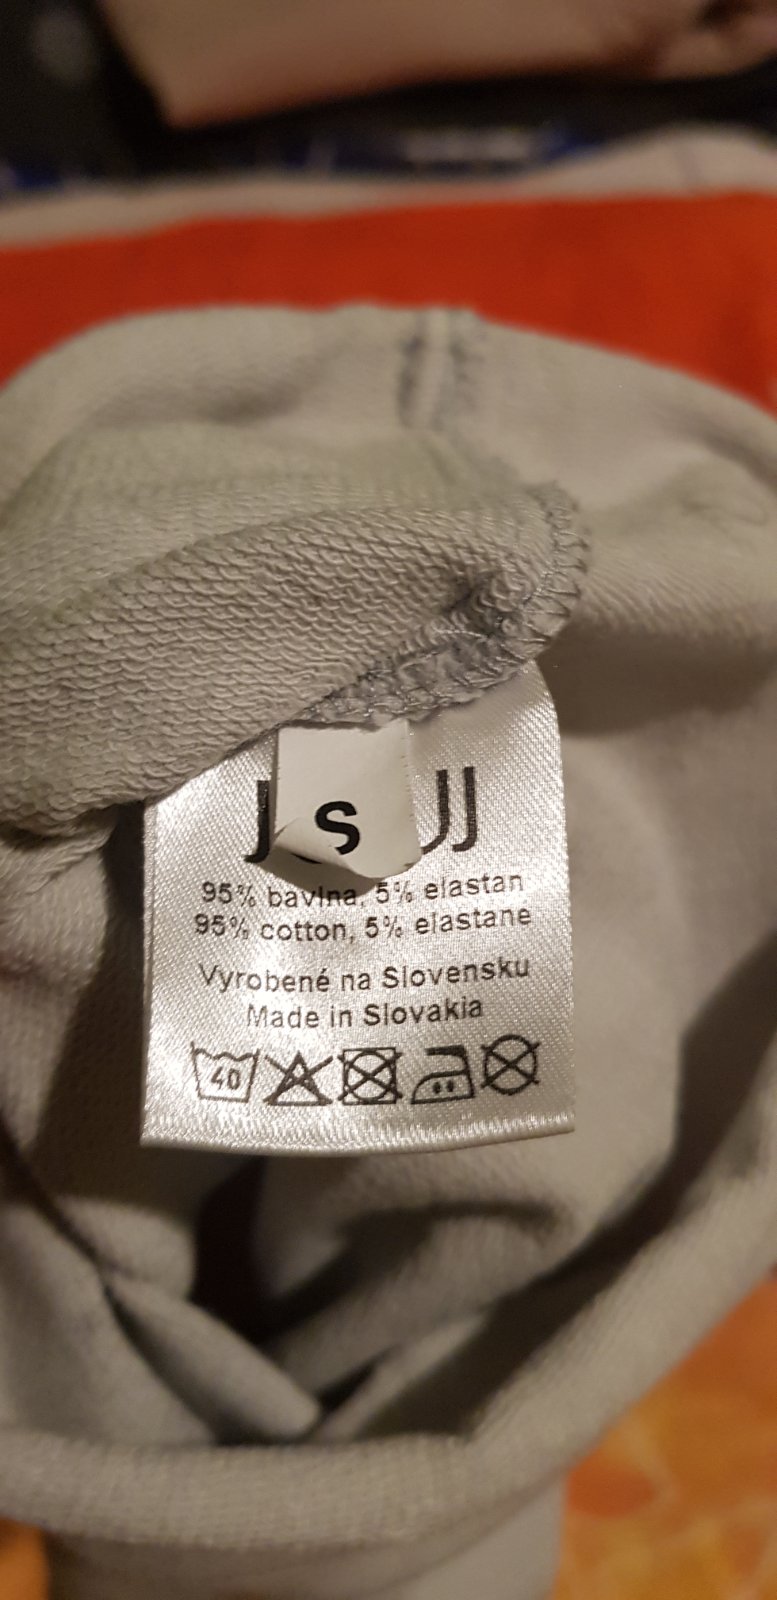 S
95% bavlna, 5% elastan
95% cotton, 5% elastane
Vyrobené na Slovensku
Made in Slovakia
40